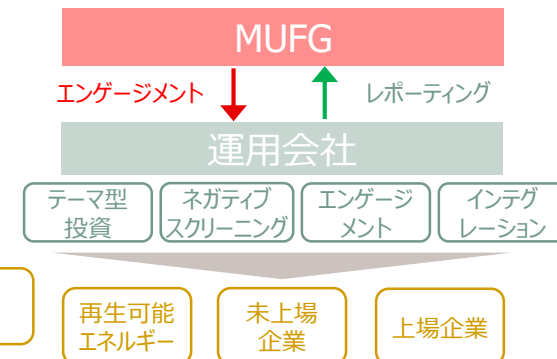 MUFG
エンゲージメント
レポーティング
運用会社
テーマ型
投資
ネガティブ
スクリーニング
エンゲージ
メント
インテグ
レーション
再生可能
エネルギー
未上場
企業
上場企業